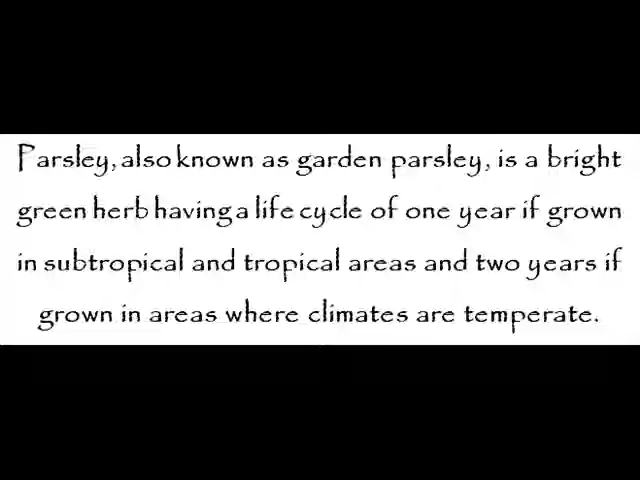 Parsley, also known as garden parsley, is a bright
green herb having a life cycle of one year if grown
in subtropical and tropical areas and two years if
grown in areas where climates are temperate.